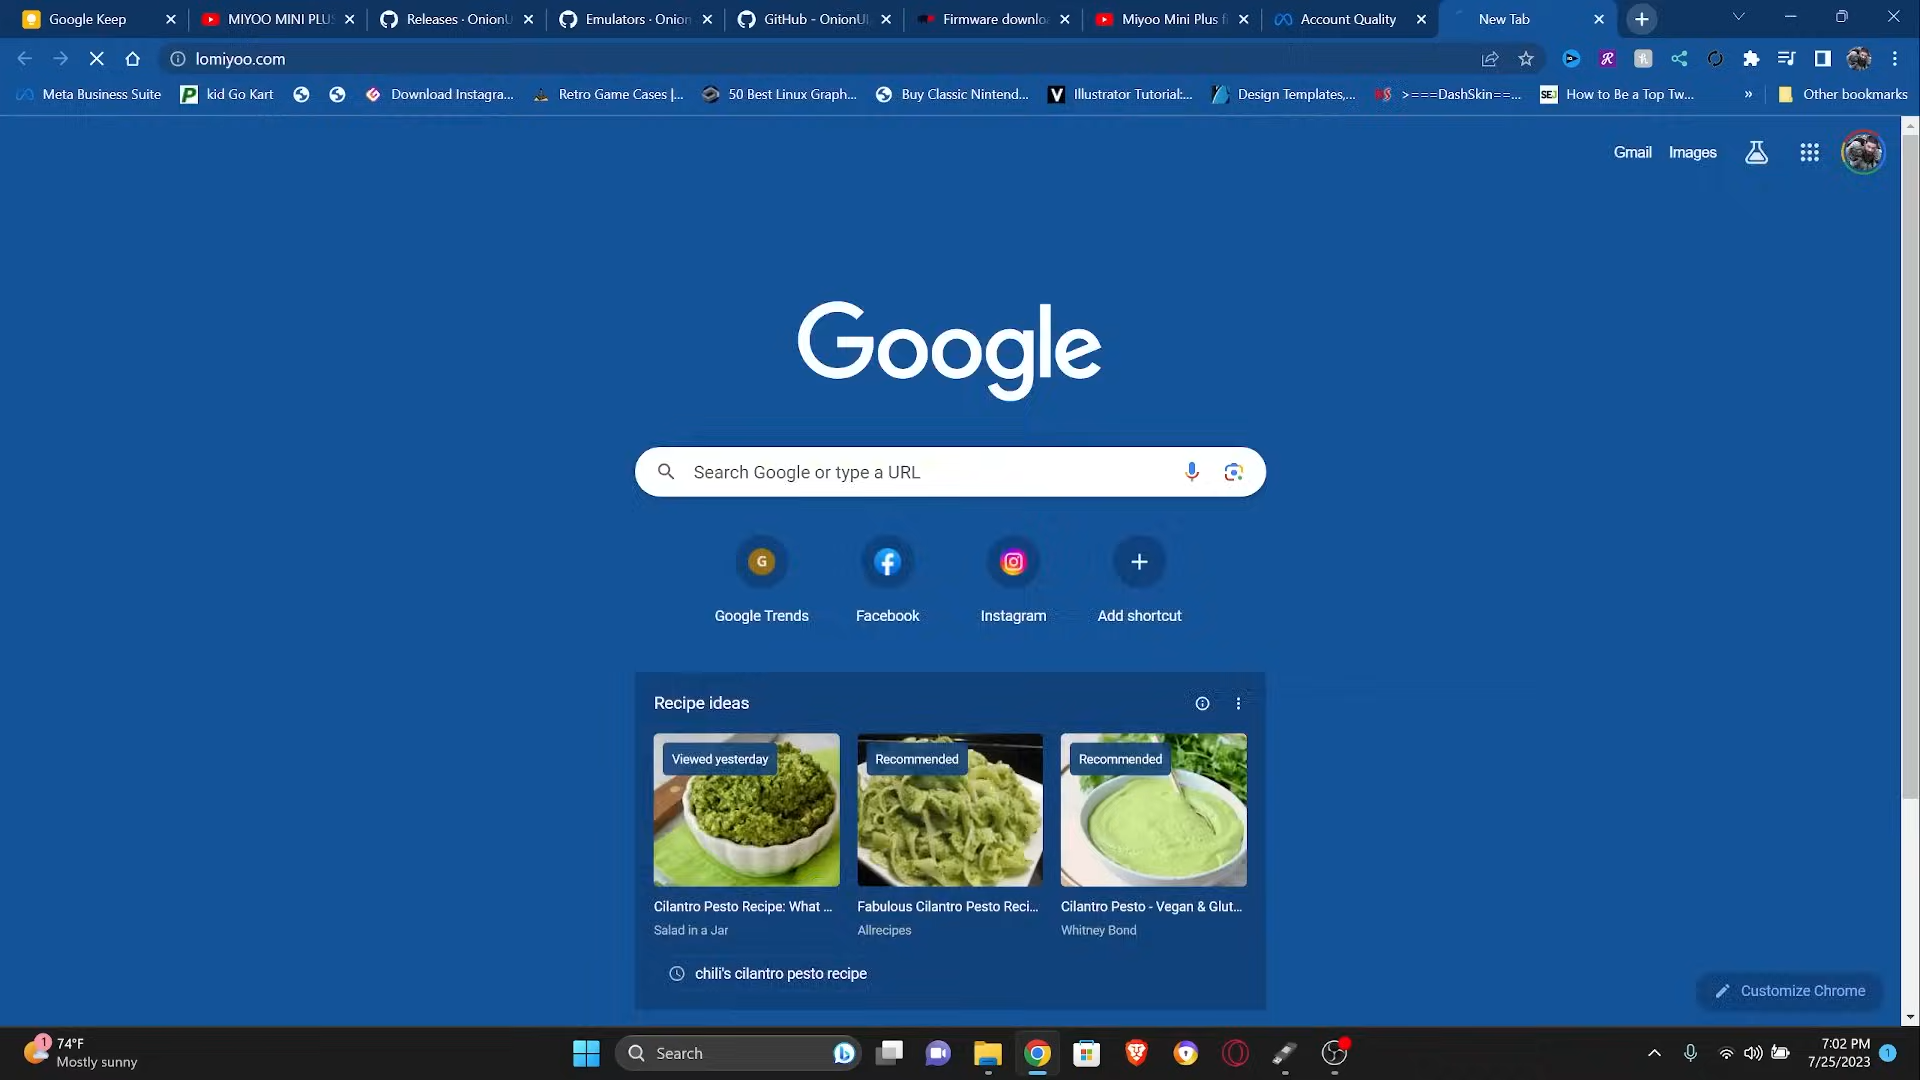 Google Keep
MIYOO MINI PLUS
Releases · OnionU
Emulators · Onion
GitHub - OnionUI
Firmware downlo
Miyoo Mini Plus f
Account Quality
New Tab
lomiyoo.com
Meta Business Suite
kid Go Kart
Download Instagra...
Retro Game Cases |...
50 Best Linux Graph...
Buy Classic Nintend...
Illustrator Tutorial:...
Design Templates,...
>===DashSkin==...
SEJ
How to Be a Top Tw...
»
Other bookmarks
Gmail
Images
Google
Search Google or type a URL
G
Google Trends
Facebook
Instagram
Add shortcut
Recipe ideas
Viewed yesterday
Recommended
Recommended
Cilantro Pesto Recipe: What ...
Fabulous Cilantro Pesto Reci...
Cilantro Pesto - Vegan & Glut...
Salad in a Jar
Allrecipes
Whitney Bond
chili's cilantro pesto recipe
Customize Chrome
1
74°F
Mostly sunny
Search
7:02 PM
7/25/2023
1